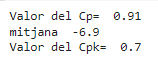 Valor del Cp=  0.91
mitjana  -6.9
Valor del Cpk=  0.7